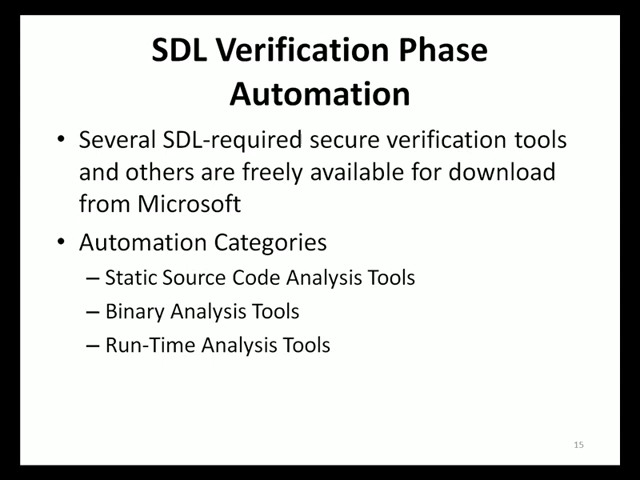 SDL Verification Phase
Automation
• Several SDL-required secure verification tools
and others are freely available for download
from Microsoft
• Automation Categories
– Static Source Code Analysis Tools
– Binary Analysis Tools
– Run-Time Analysis Tools
15